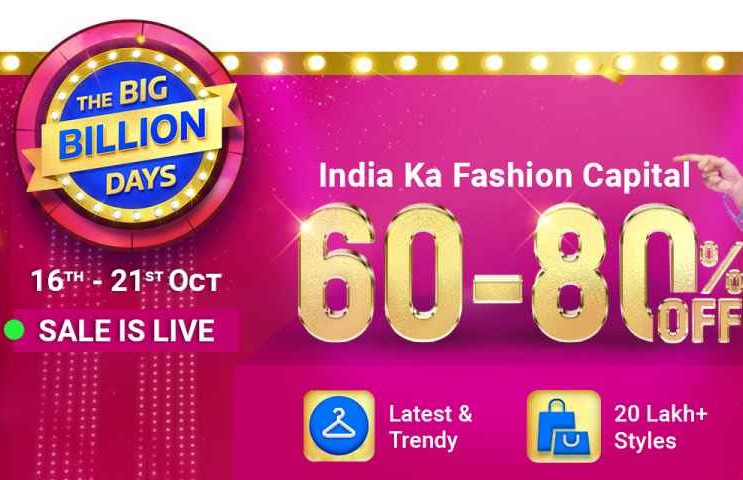 THE BIG
BILLION
DAYS
16TH - 21ST OCT
SALE IS LIVE
India Ka Fashion Capital
60-80%
OFF
Latest &
Trendy
20 Lakh+
Styles